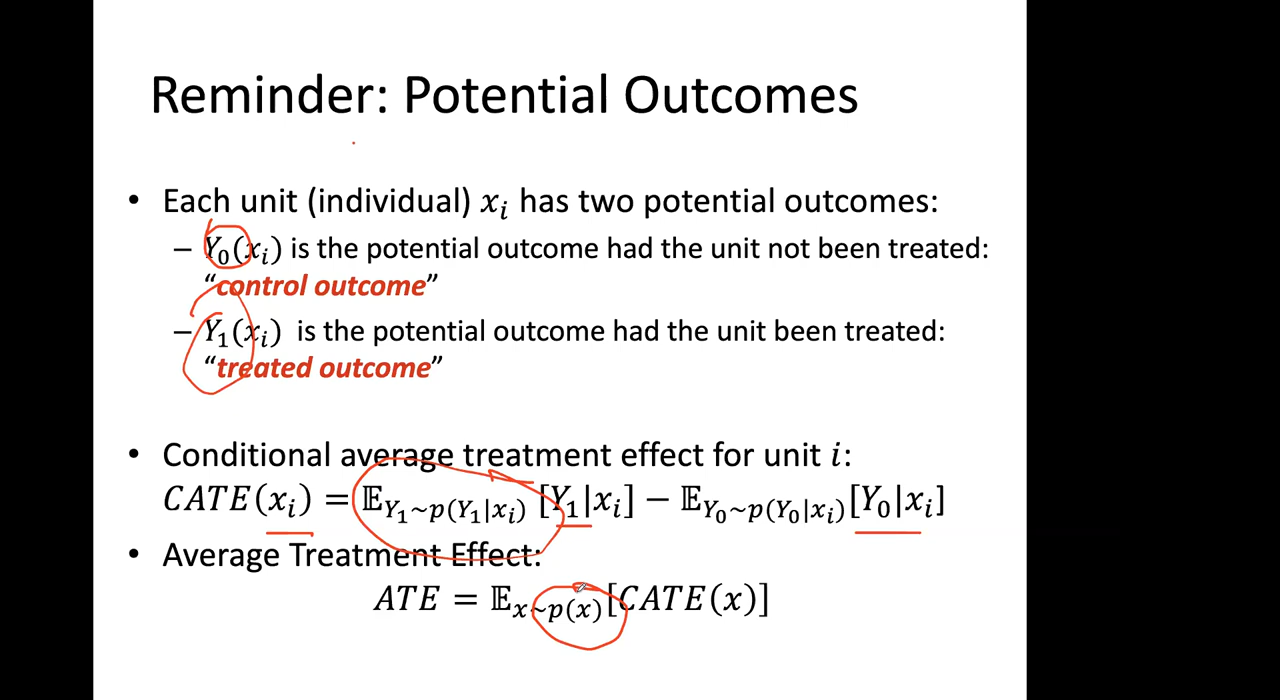 Reminder: Potential Outcomes
• Each unit (individual) xᵢ has two potential outcomes:
– Y₀(xᵢ) is the potential outcome had the unit not been treated:
“control outcome”
– Y₁(xᵢ) is the potential outcome had the unit been treated:
“treated outcome”
• Conditional average treatment effect for unit i:
CATE(xᵢ) = 𝔼_{Y₁~p(Y₁|xᵢ)}[Y₁|xᵢ] − 𝔼_{Y₀~p(Y₀|xᵢ)}[Y₀|xᵢ]
• Average Treatment Effect:
ATE = 𝔼_{x~p(x)}[CATE(x)]